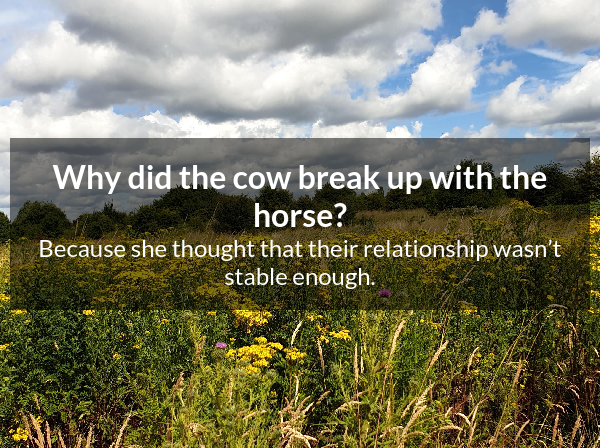 Why did the cow break up with the
horse?
Because she thought that their relationship wasn’t
stable enough.